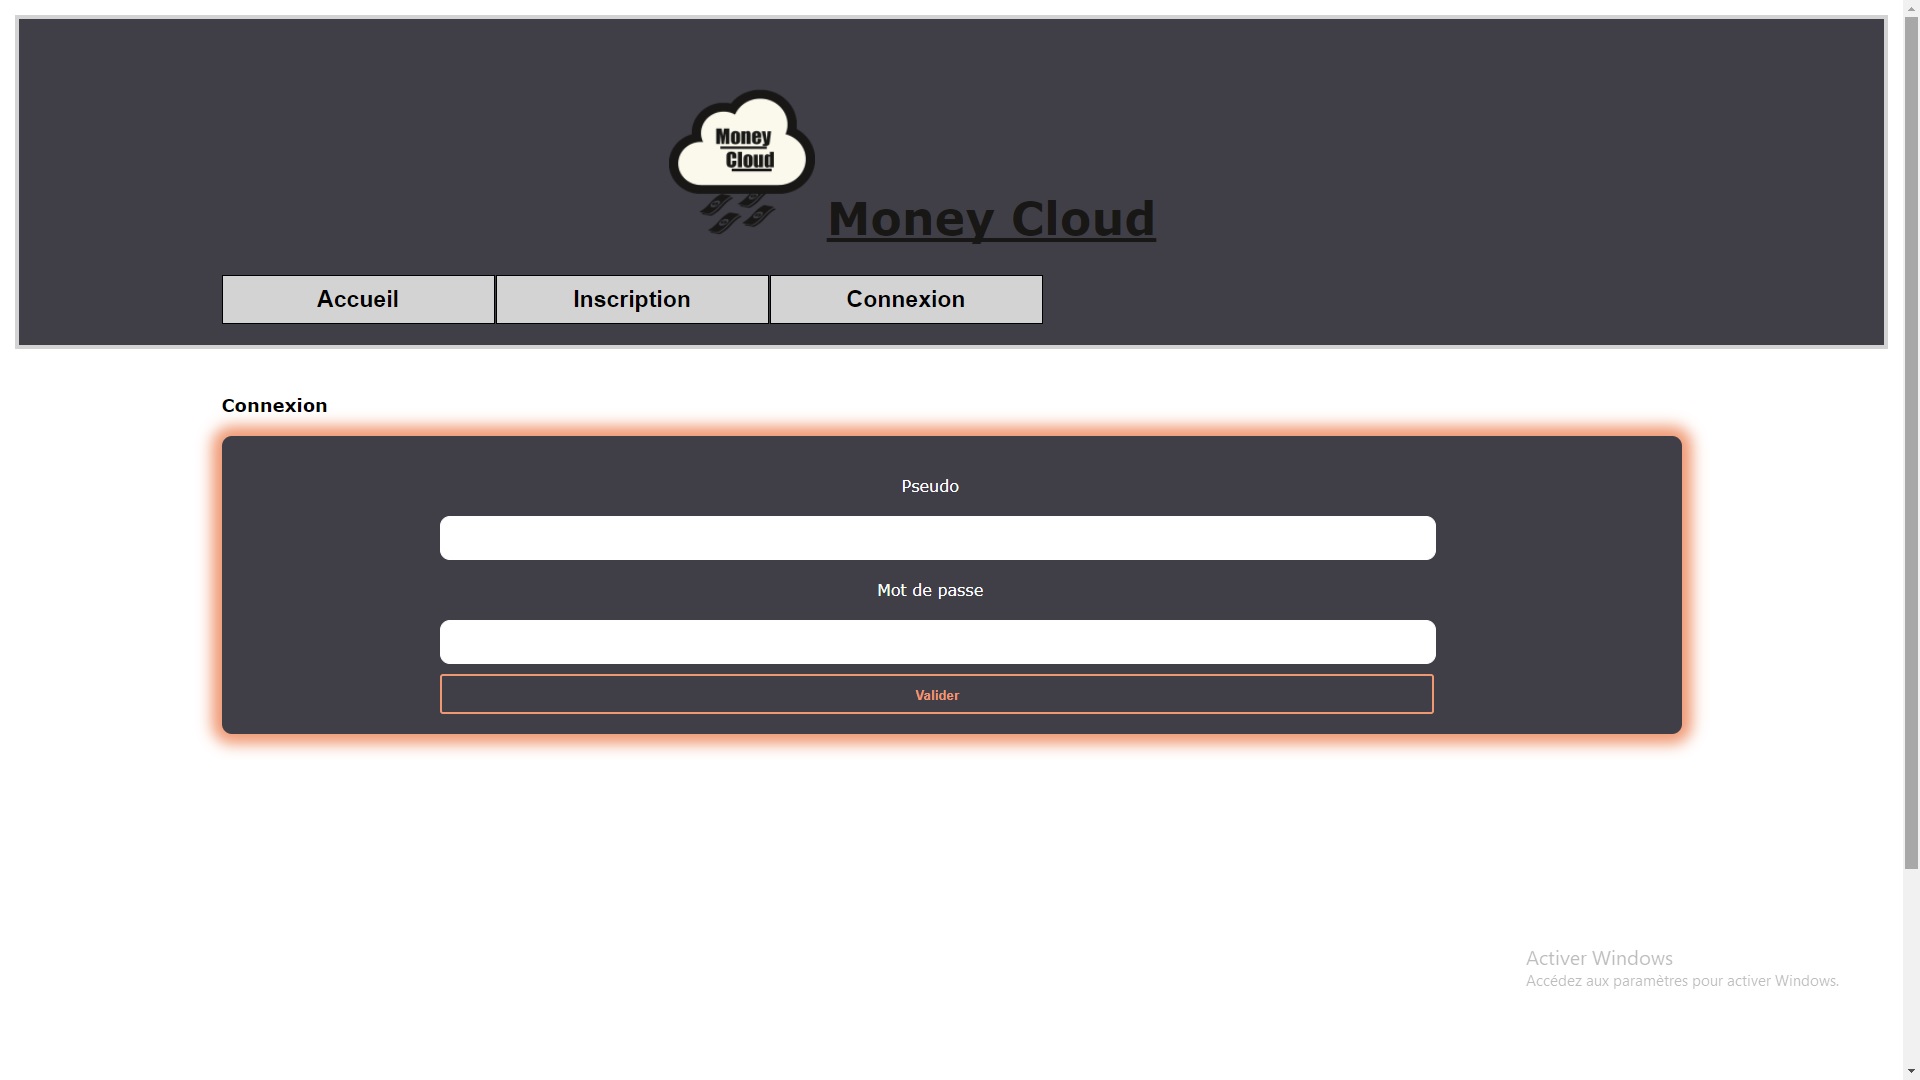 Money
Cloud
Money Cloud
Accueil Inscription Connexion
Connexion
Pseudo
Mot de passe
Valider
Activer Windows
Accédez aux paramètres pour activer Windows.